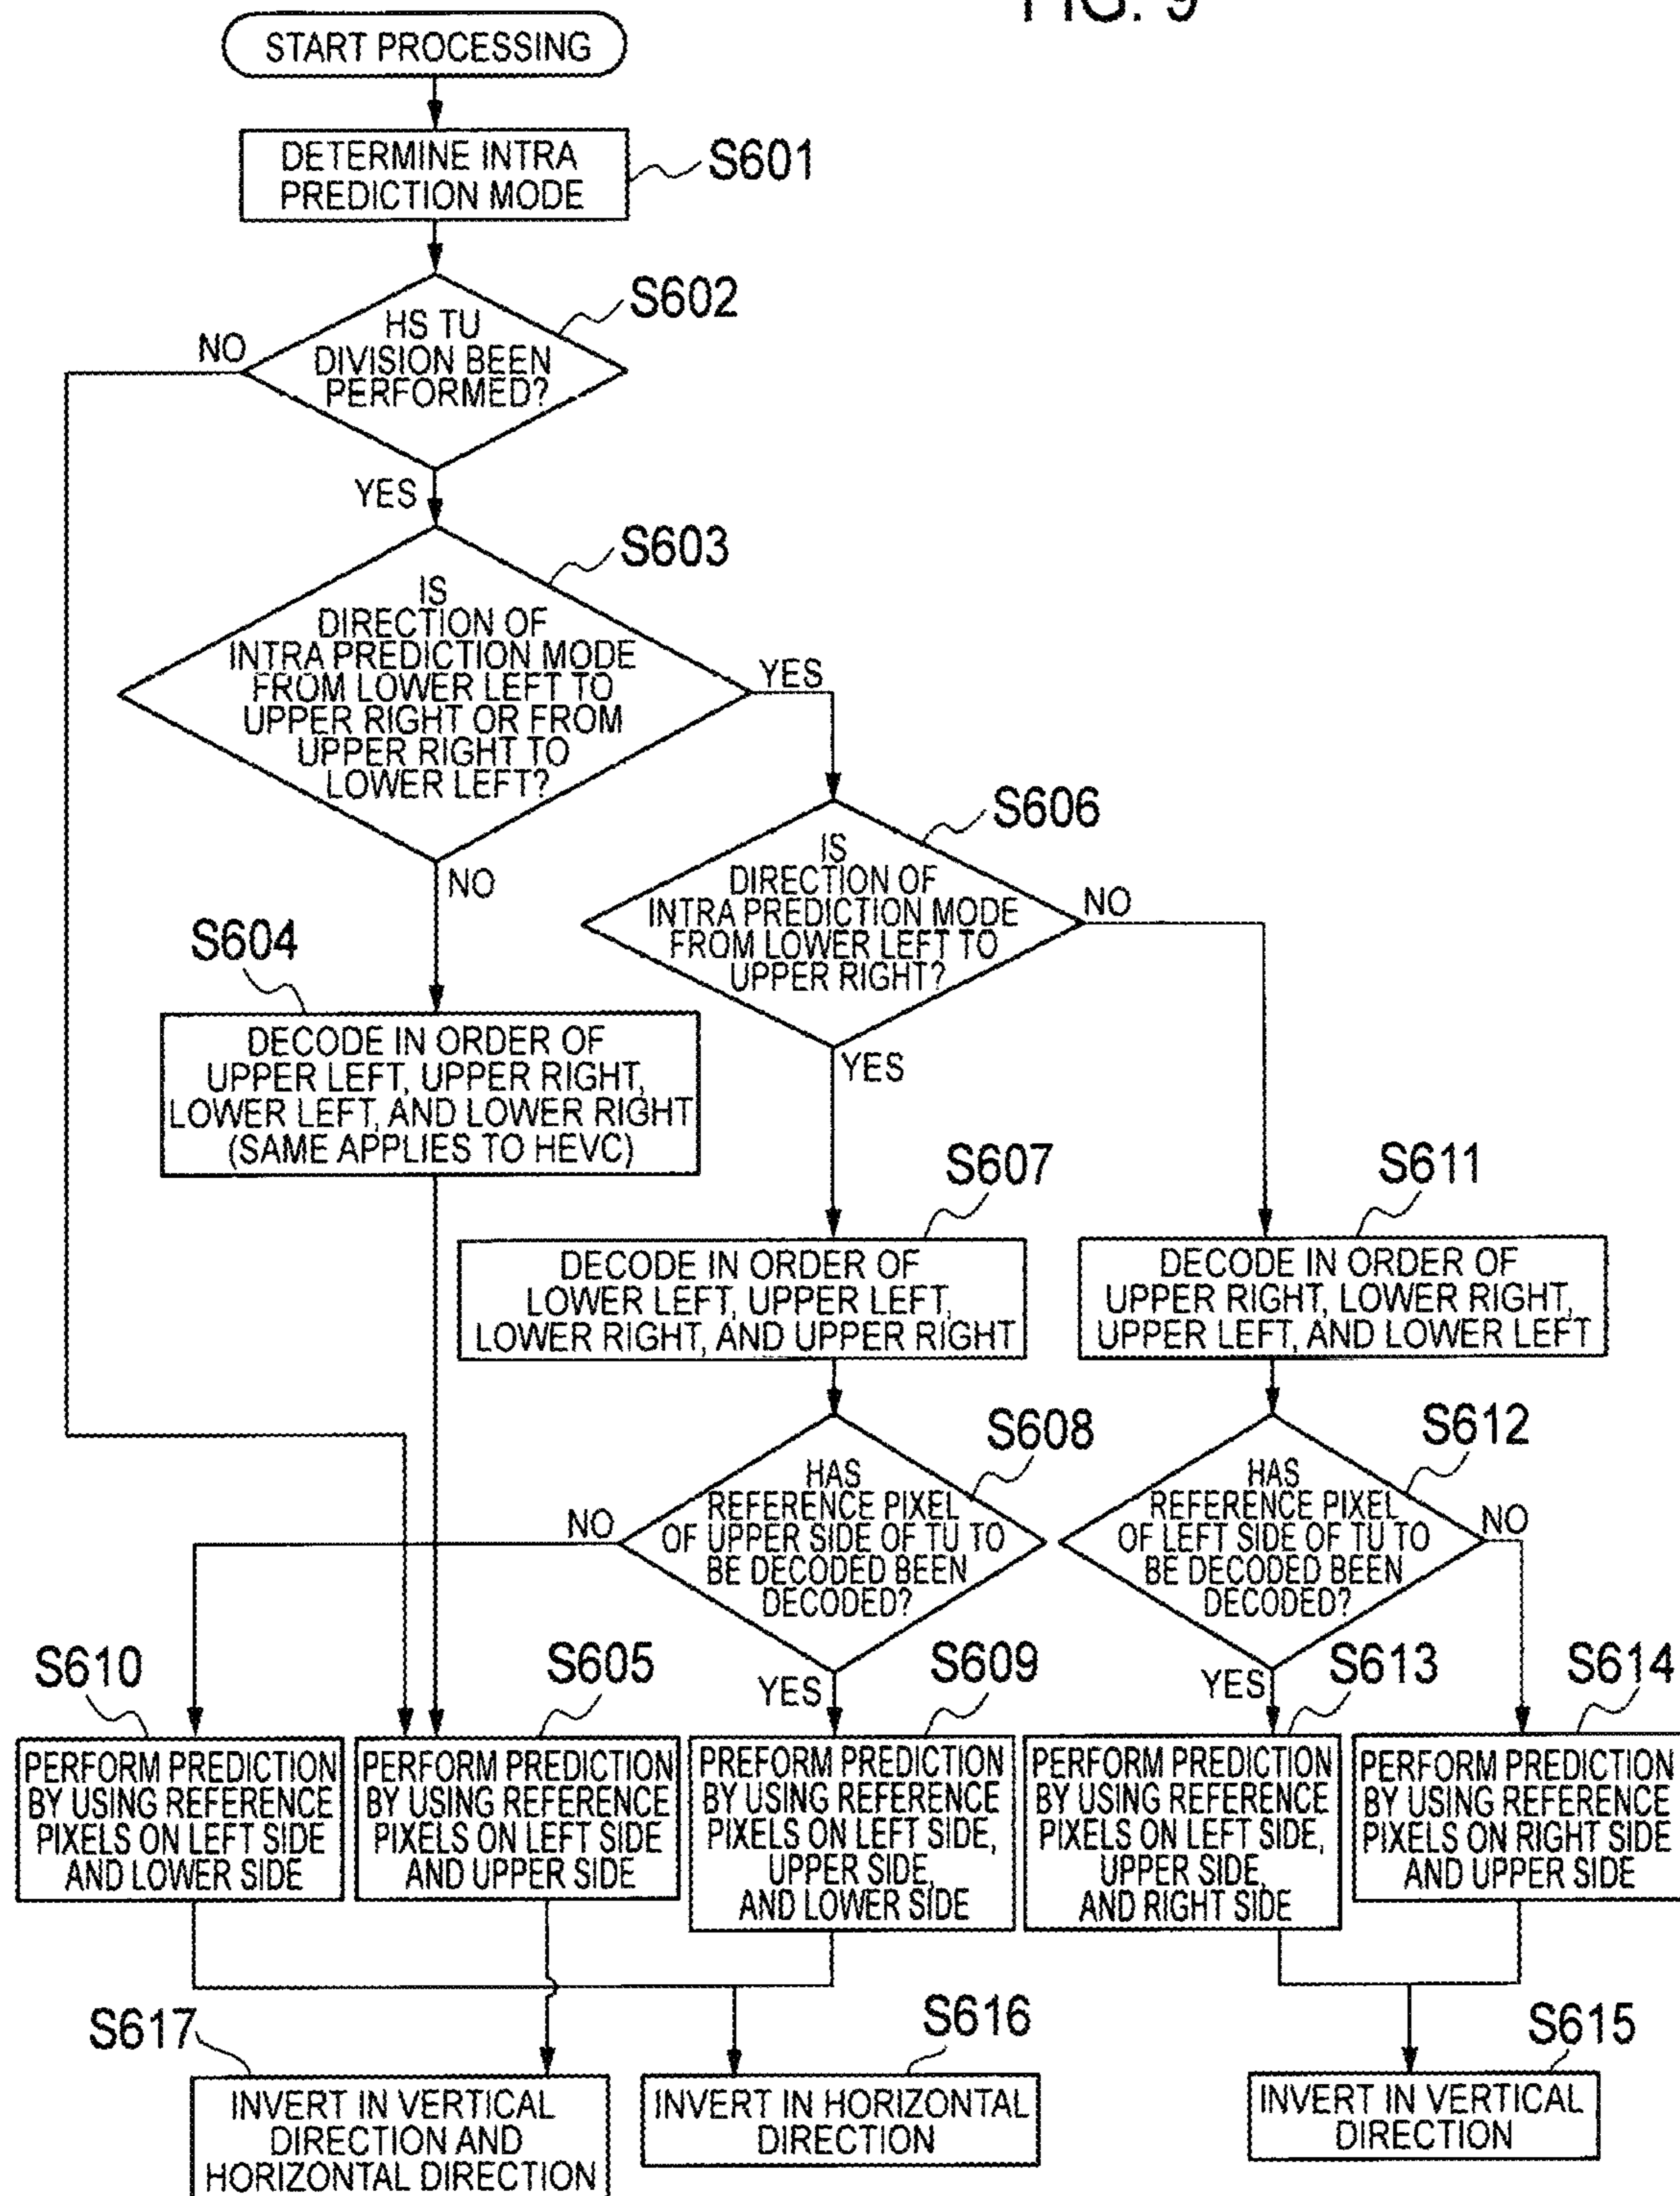 FIG. 9
START PROCESSING
DETERMINE INTRA
PREDICTION MODE
S601
HS TU
DIVISION BEEN
PERFORMED?
S602
NO
YES
IS
DIRECTION OF
INTRA PREDICTION MODE
FROM LOWER LEFT TO
UPPER RIGHT OR FROM
UPPER RIGHT TO
LOWER LEFT?
S603
YES
NO
IS
DIRECTION OF
INTRA PREDICTION MODE
FROM LOWER LEFT TO
UPPER RIGHT?
S606
NO
YES
S604
DECODE IN ORDER OF
UPPER LEFT, UPPER RIGHT,
LOWER LEFT, AND LOWER RIGHT
(SAME APPLIES TO HEVC)
S607
DECODE IN ORDER OF
LOWER LEFT, UPPER LEFT,
LOWER RIGHT, AND UPPER RIGHT
S611
DECODE IN ORDER OF
UPPER RIGHT, LOWER RIGHT,
UPPER LEFT, AND LOWER LEFT
S608
HAS
REFERENCE PIXEL
OF UPPER SIDE OF TU TO
BE DECODED BEEN
DECODED?
NO
YES
S612
HAS
REFERENCE PIXEL
OF LEFT SIDE OF TU TO
BE DECODED BEEN
DECODED?
NO
YES
S610
PERFORM PREDICTION
BY USING REFERENCE
PIXELS ON LEFT SIDE
AND LOWER SIDE
S605
PERFORM PREDICTION
BY USING REFERENCE
PIXELS ON LEFT SIDE
AND UPPER SIDE
S609
PREFORM PREDICTION
BY USING REFERENCE
PIXELS ON LEFT SIDE,
UPPER SIDE,
AND LOWER SIDE
S613
PERFORM PREDICTION
BY USING REFERENCE
PIXELS ON LEFT SIDE,
UPPER SIDE,
AND RIGHT SIDE
S614
PERFORM PREDICTION
BY USING REFERENCE
PIXELS ON RIGHT SIDE
AND UPPER SIDE
S617
INVERT IN VERTICAL
DIRECTION AND
HORIZONTAL DIRECTION
S616
INVERT IN HORIZONTAL
DIRECTION
S615
INVERT IN VERTICAL
DIRECTION